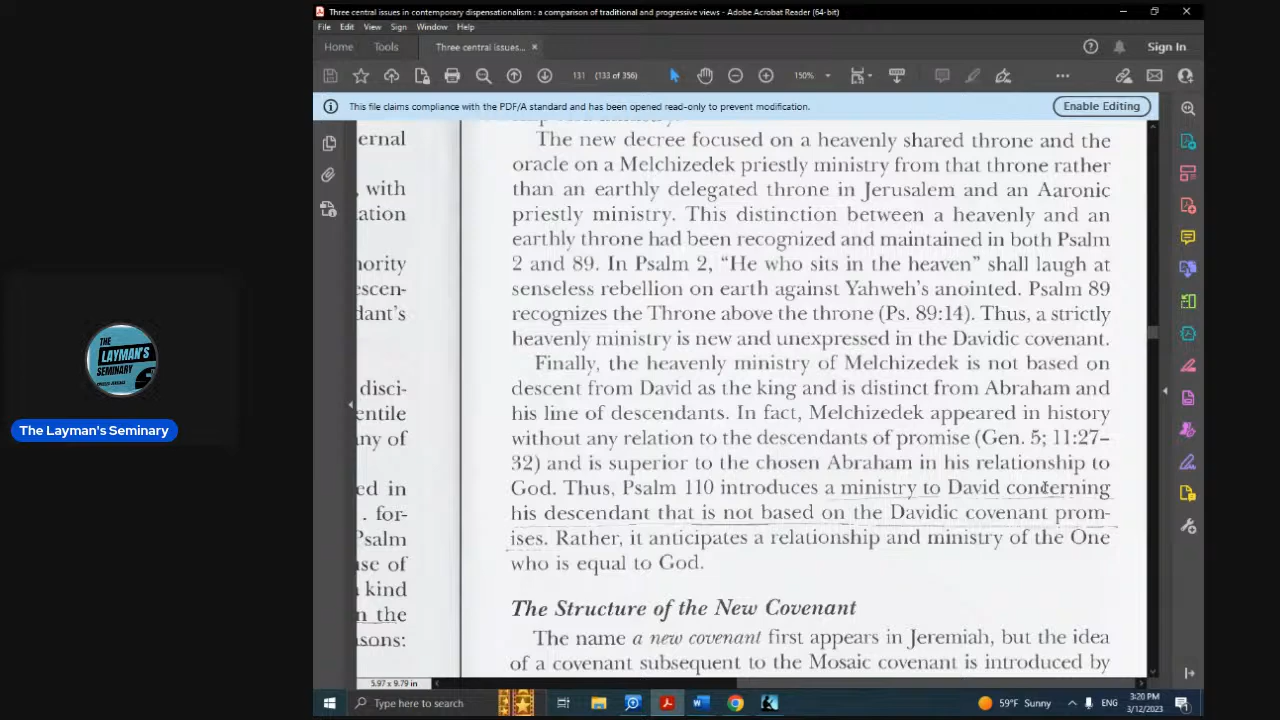 Three central issues in contemporary dispensationalism : a comparison of traditional and progressive views - Adobe Acrobat Reader (64-bit)
File Edit View Sign Window Help
Home Tools Three central issues... × Sign In
131 (133 of 356) 150%
This file claims compliance with the PDF/A standard and has been opened read-only to prevent modification. Enable Editing
ernal
, with
ation
hority
escen-
dant's
disci-
entile
ny of
ed in
. for-
Psalm
se of
kind
n the
asons:
The new decree focused on a heavenly shared throne and the
oracle on a Melchizedek priestly ministry from that throne rather
than an earthly delegated throne in Jerusalem and an Aaronic
priestly ministry. This distinction between a heavenly and an
earthly throne had been recognized and maintained in both Psalm
2 and 89. In Psalm 2, “He who sits in the heaven” shall laugh at
senseless rebellion on earth against Yahweh's anointed. Psalm 89
recognizes the Throne above the throne (Ps. 89:14). Thus, a strictly
heavenly ministry is new and unexpressed in the Davidic covenant.
Finally, the heavenly ministry of Melchizedek is not based on
descent from David as the king and is distinct from Abraham and
his line of descendants. In fact, Melchizedek appeared in history
without any relation to the descendants of promise (Gen. 5; 11:27–
32) and is superior to the chosen Abraham in his relationship to
God. Thus, Psalm 110 introduces a ministry to David concerning
his descendant that is not based on the Davidic covenant prom-
ises. Rather, it anticipates a relationship and ministry of the One
who is equal to God.
The Structure of the New Covenant
The name a new covenant first appears in Jeremiah, but the idea
of a covenant subsequent to the Mosaic covenant is introduced by
5.97 x 9.79 in
THE
LAYMAN'S
SEMINARY
The Layman's Seminary
Type here to search
59°F Sunny
ENG
3:20 PM
3/12/2023